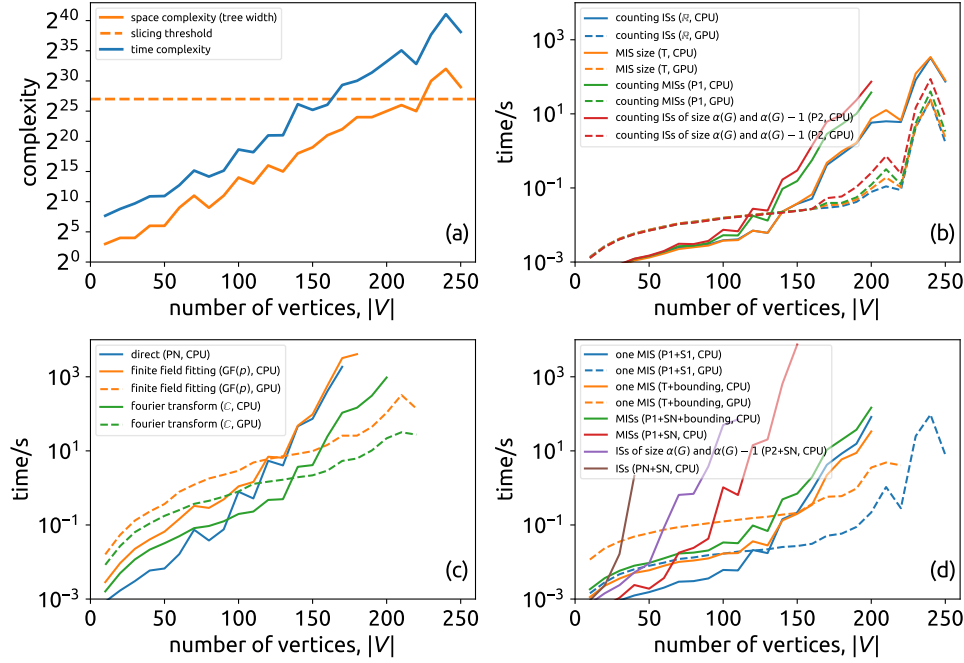 space complexity (tree width)
slicing threshold
time complexity
2^40
2^35
2^30
2^25
2^20
2^15
2^10
2^5
2^0
complexity
(a)
0 50 100 150 200 250
number of vertices, |V|
counting ISs (ℝ, CPU)
counting ISs (ℝ, GPU)
MIS size (T, CPU)
MIS size (T, GPU)
counting MISs (P1, CPU)
counting MISs (P1, GPU)
counting ISs of size α(G) and α(G) − 1 (P2, CPU)
counting ISs of size α(G) and α(G) − 1 (P2, GPU)
10^3
10^1
10^−1
10^−3
time/s
(b)
0 50 100 150 200 250
number of vertices, |V|
direct (PN, CPU)
finite field fitting (GF(p), CPU)
finite field fitting (GF(p), GPU)
fourier transform (ℂ, CPU)
fourier transform (ℂ, GPU)
10^3
10^1
10^−1
10^−3
time/s
(c)
0 50 100 150 200 250
number of vertices, |V|
one MIS (P1+S1, CPU)
one MIS (P1+S1, GPU)
one MIS (T+bounding, CPU)
one MIS (T+bounding, GPU)
MISs (P1+SN+bounding, CPU)
MISs (P1+SN, CPU)
ISs of size α(G) and α(G) − 1 (P2+SN, CPU)
ISs (PN+SN, CPU)
10^3
10^1
10^−1
10^−3
time/s
(d)
0 50 100 150 200 250
number of vertices, |V|